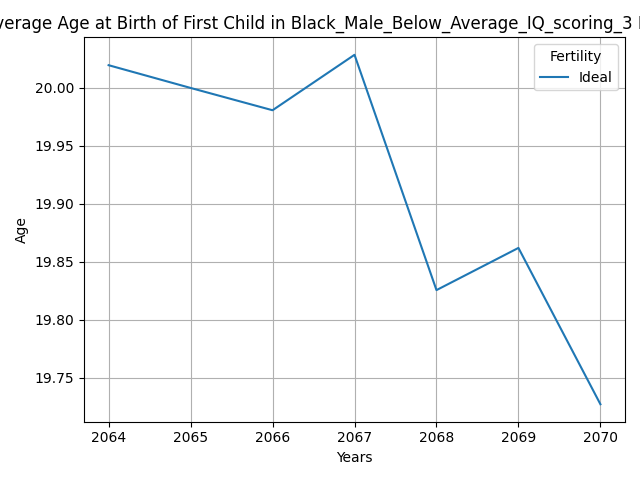 verage Age at Birth of First Child in Black_Male_Below_Average_IQ_scoring_3
Fertility
Ideal
20.00
19.95
19.90
19.85
19.80
19.75
Age
2064 2065 2066 2067 2068 2069 2070
Years